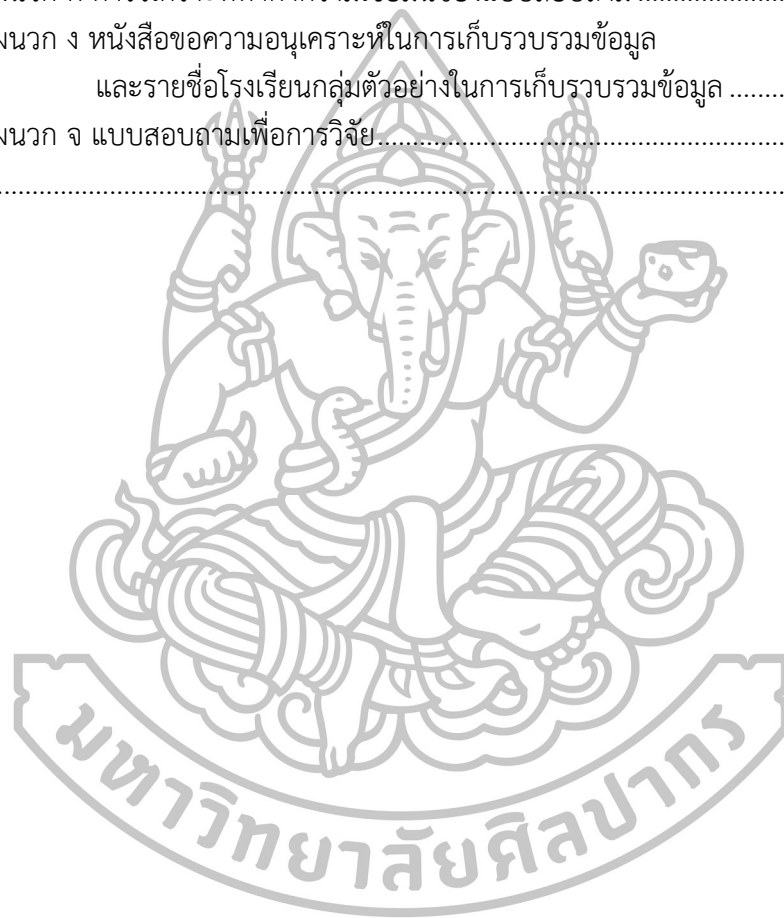 ผนวก ง หนังสือขอความอนุเคราะห์ในการเก็บรวบรวมข้อมูล
และรายชื่อโรงเรียนกลุ่มตัวอย่างในการเก็บรวบรวมข้อมูล ........
ผนวก จ แบบสอบถามเพื่อการวิจัย..............................................................
................................................................................................................
มหาวิทยาลัยศิลปากร